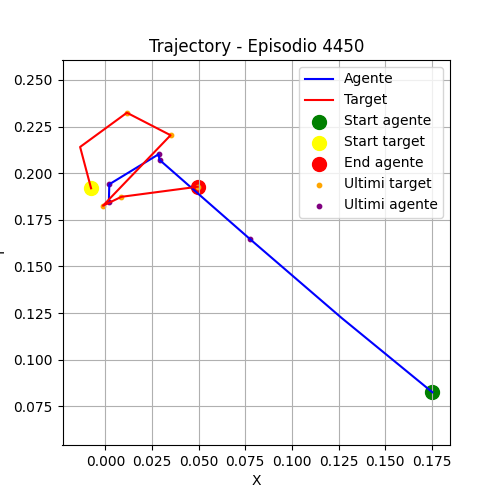 Trajectory - Episodio 4450
Agente
Target
Start agente
Start target
End agente
Ultimi target
Ultimi agente
0.250
0.225
0.200
0.175
0.150
0.125
0.100
0.075
0.000 0.025 0.050 0.075 0.100 0.125 0.150 0.175
X